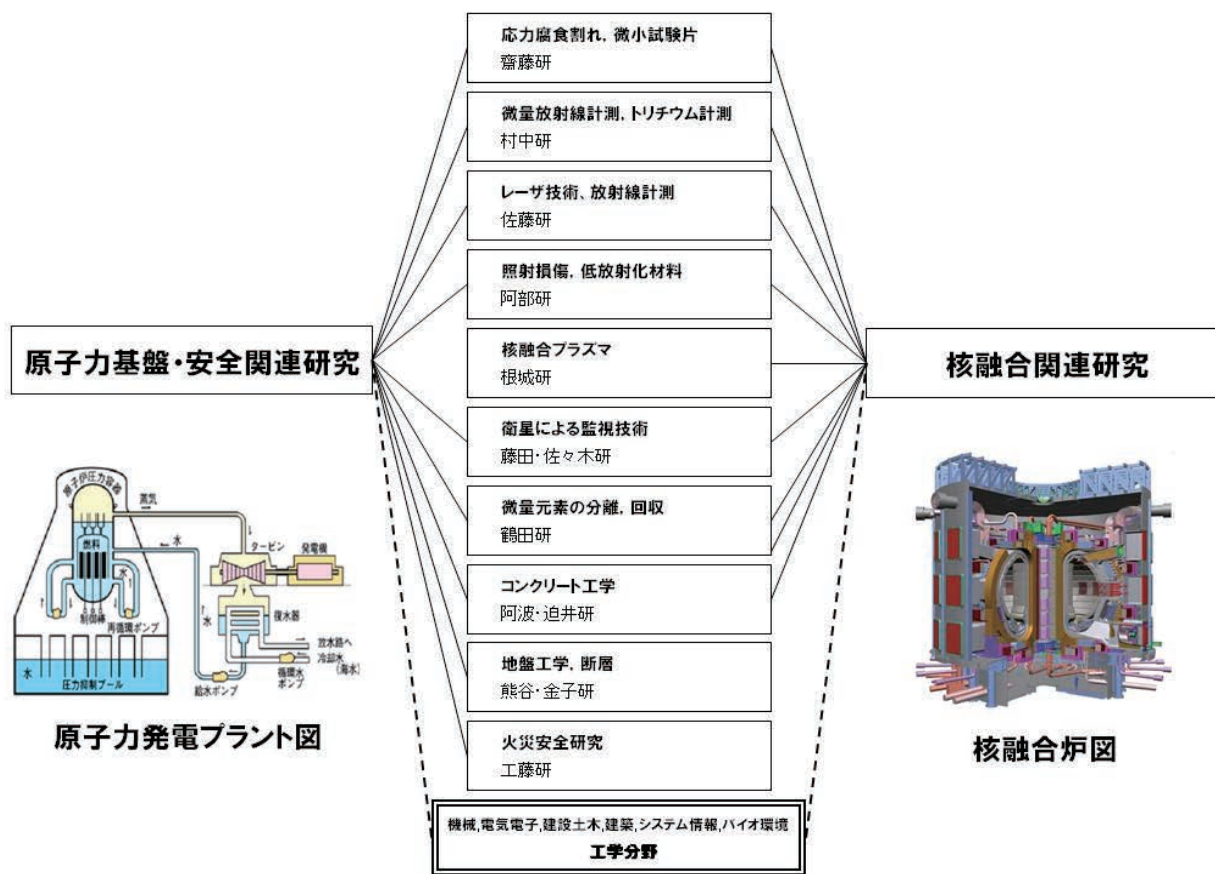 応力腐食割れ, 微小試験片
齋藤研
微量放射線計測, トリチウム計測
村中研
レーザ技術、放射線計測
佐藤研
照射損傷, 低放射化材料
阿部研
核融合プラズマ
根城研
衛星による監視技術
藤田・佐々木研
微量元素の分離, 回収
鶴田研
コンクリート工学
阿波・迫井研
地盤工学, 断層
熊谷・金子研
火災安全研究
工藤研
機械,電気電子,建設土木,建築,システム情報,バイオ環境
工学分野
原子力基盤・安全関連研究
原子炉圧力容器
蒸気
燃料
水
水
タービン
発電機
制御棒
再循環ポンプ
水
復水器
放水路へ
冷却水
(海水)
循環水
ポンプ
給水ポンプ
水
圧力抑制プール
原子力発電プラント図
核融合関連研究
核融合炉図